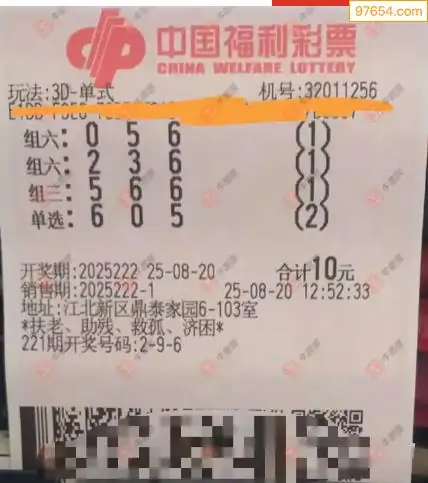 97654.com
中国福利彩票
CHINA WELFARE LOTTERY
玩法:3D-单式 机号:32011256
组六: 0 5 6 (1)
组六: 2 3 6 (1)
组三: 5 6 6 (1)
单选: 6 0 5 (2)
开奖期:2025222 25-08-20 合计10元
销售期:2025222-1 25-08-20 12:52:33
地址:江北新区鼎泰家园6-103室
*扶老、助残、救孤、济困*
221期开奖号码:2-9-6